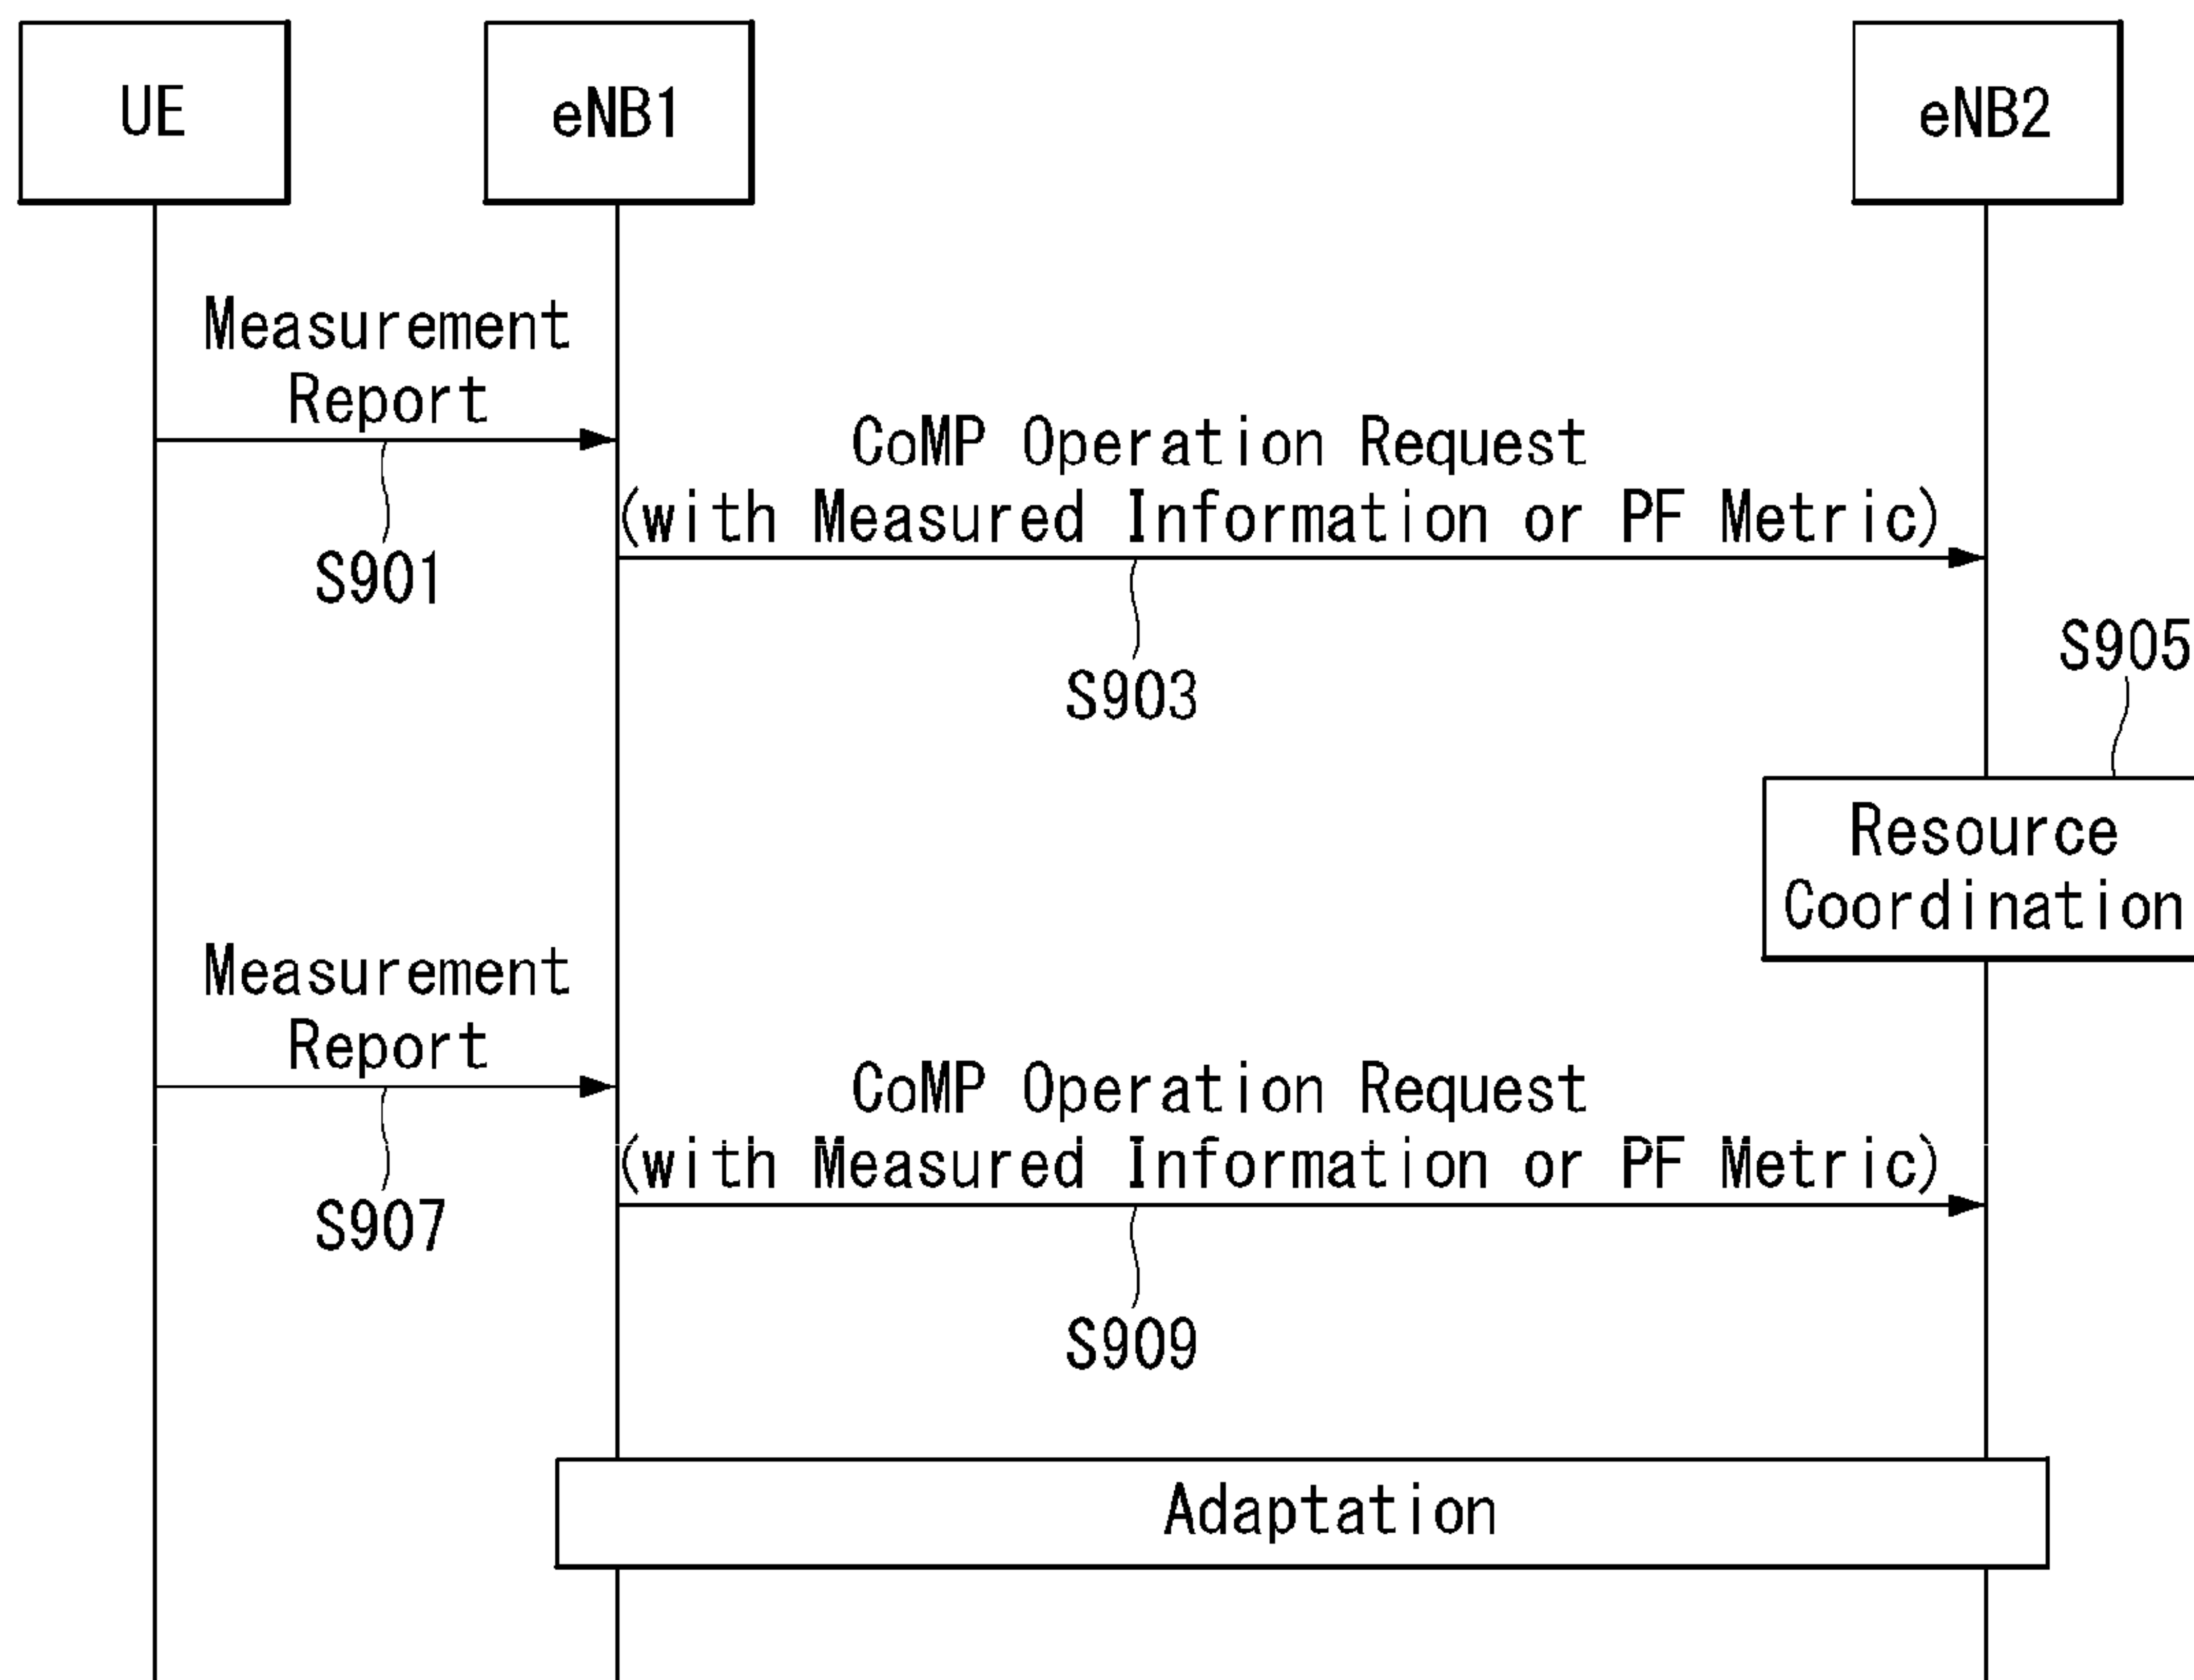 UE
eNB1
eNB2
Measurement
Report
S901
CoMP Operation Request
(with Measured Information or PF Metric)
S903
S905
Resource
Coordination
Measurement
Report
S907
CoMP Operation Request
(with Measured Information or PF Metric)
S909
Adaptation